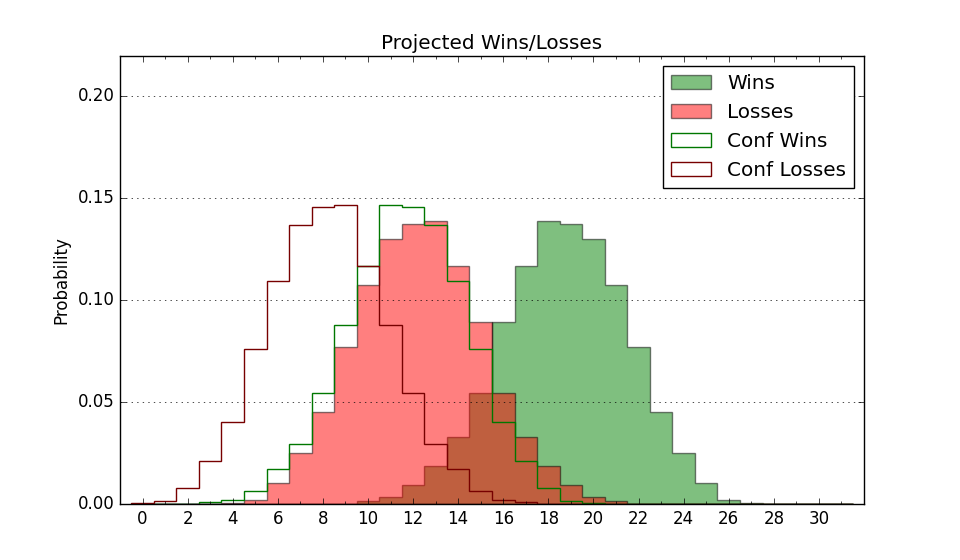 Projected Wins/Losses
Wins
Losses
Conf Wins
Conf Losses
Probability
0.20
0.15
0.10
0.05
0.00
0 2 4 6 8 10 12 14 16 18 20 22 24 26 28 30